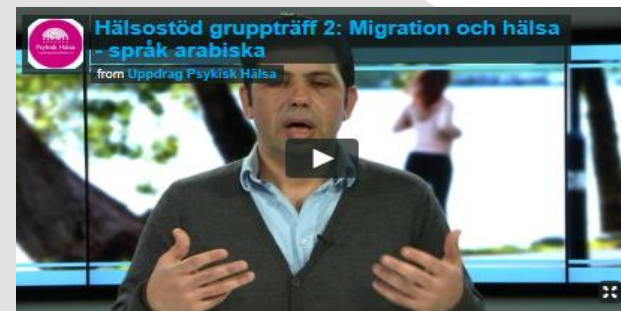 Hälsostöd gruppträff 2: Migration och hälsa
- språk arabiska
from Uppdrag Psykisk Hälsa
Psykisk Hälsa